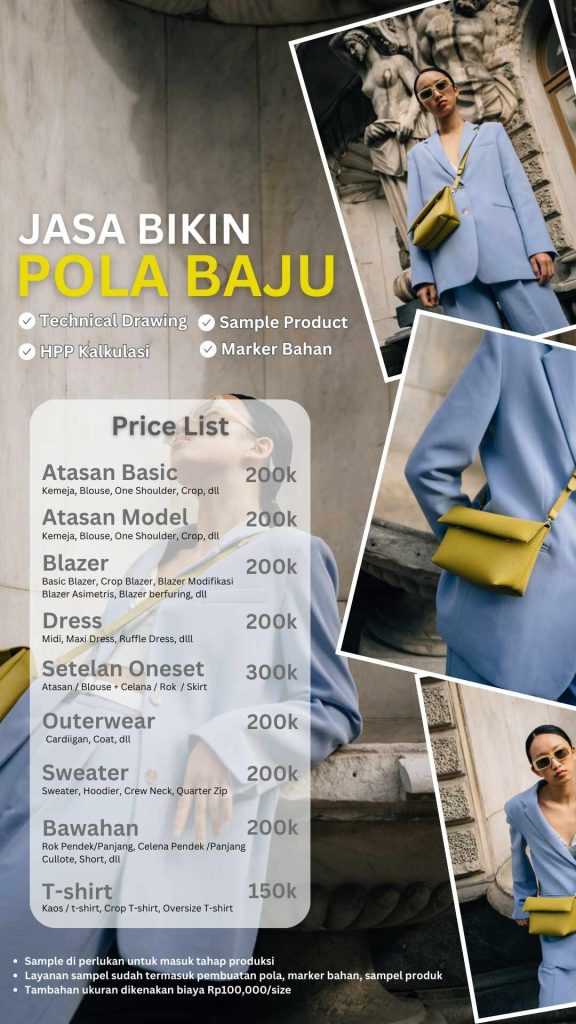 JASA BIKIN
POLA BAJU
Technical Drawing
Sample Product
HPP Kalkulasi
Marker Bahan
Price List
Atasan Basic 200k
Kemeja, Blouse, One Shoulder, Crop, dll
Atasan Model 200k
Kemeja, Blouse, One Shoulder, Crop, dll
Blazer 200k
Basic Blazer, Crop Blazer, Blazer Modifikasi
Blazer Asimetris, Blazer berfuring, dll
Dress 200k
Midi, Maxi Dress, Ruffle Dress, dlll
Setelan Oneset 300k
Atasan / Blouse + Celana / Rok / Skirt
Outerwear 200k
Cardiigan, Coat, dll
Sweater 200k
Sweater, Hoodier, Crew Neck, Quarter Zip
Bawahan 200k
Rok Pendek/Panjang, Celena Pendek /Panjang
Cullote, Short, dll
T-shirt 150k
Kaos / t-shirt, Crop T-shirt, Oversize T-shirt
• Sample di perlukan untuk masuk tahap produksi
• Layanan sampel sudah termasuk pembuatan pola, marker bahan, sampel produk
• Tambahan ukuran dikenakan biaya Rp100,000/size